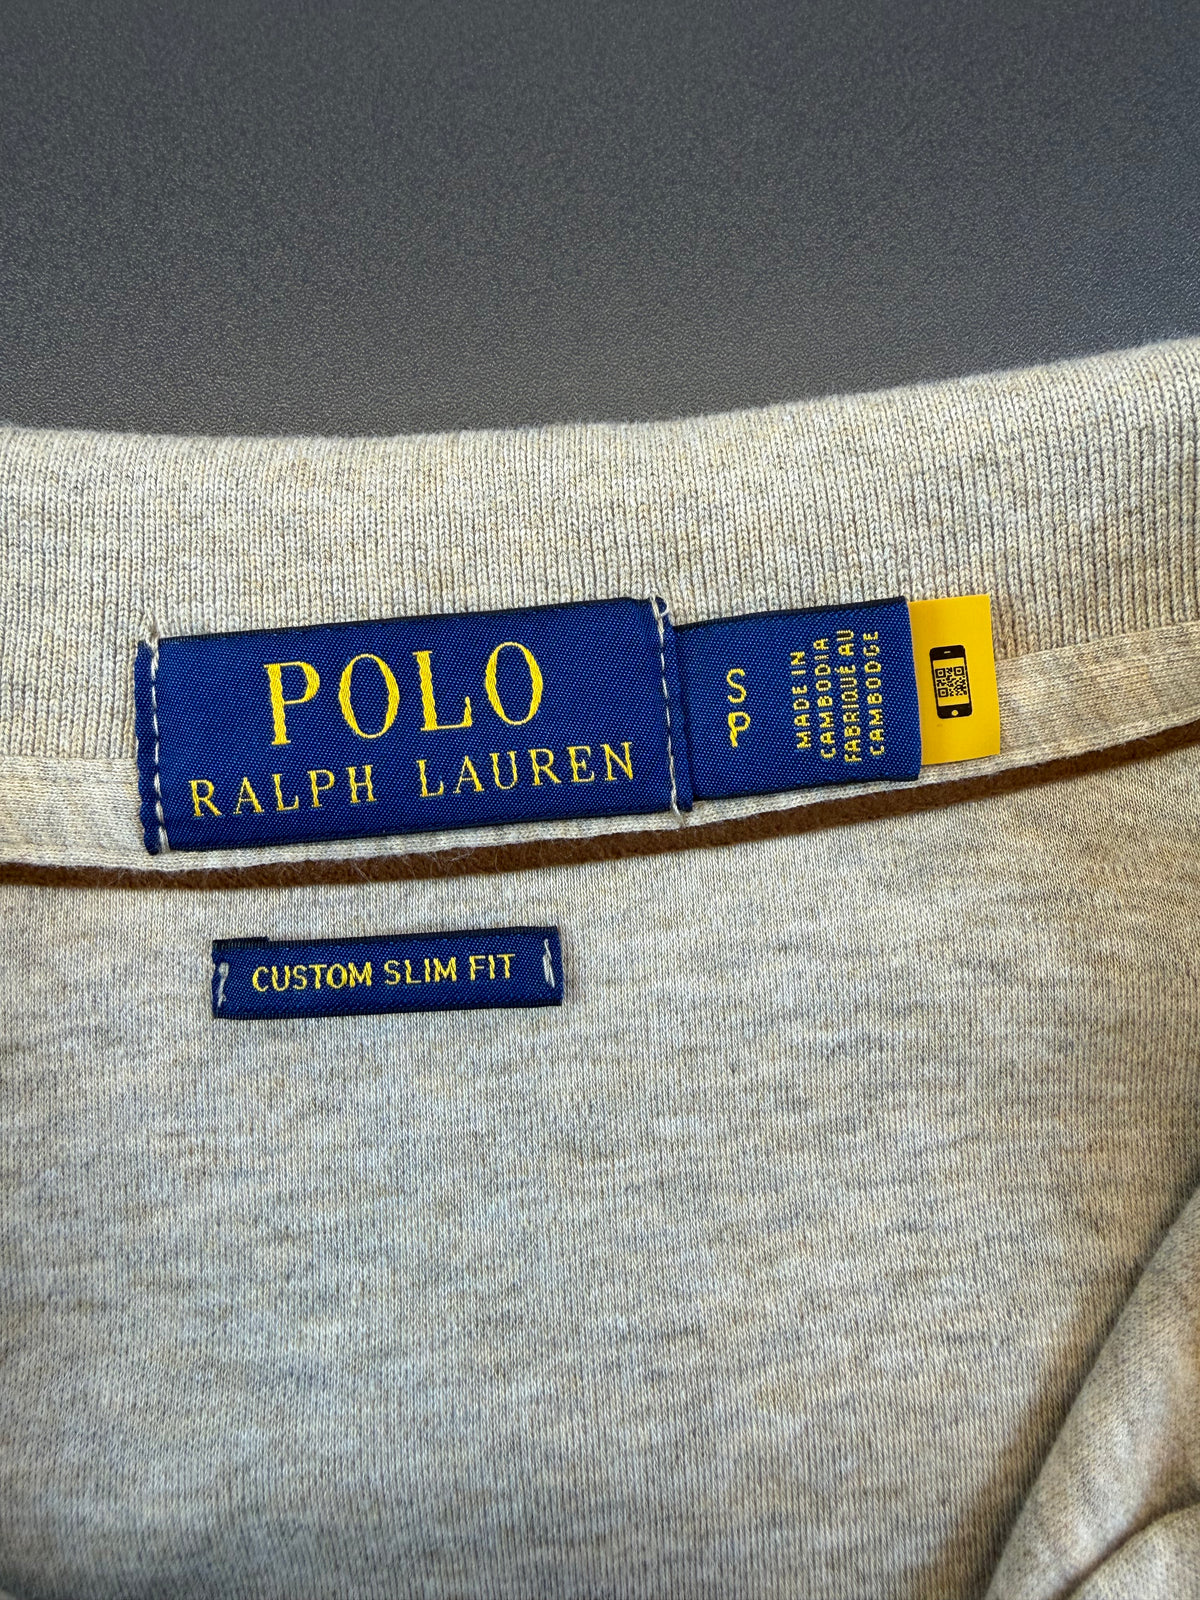 POLO
RALPH LAUREN
S
P
MADE IN
CAMBODIA
FABRIQUÉ AU
CAMBODGE
CUSTOM SLIM FIT